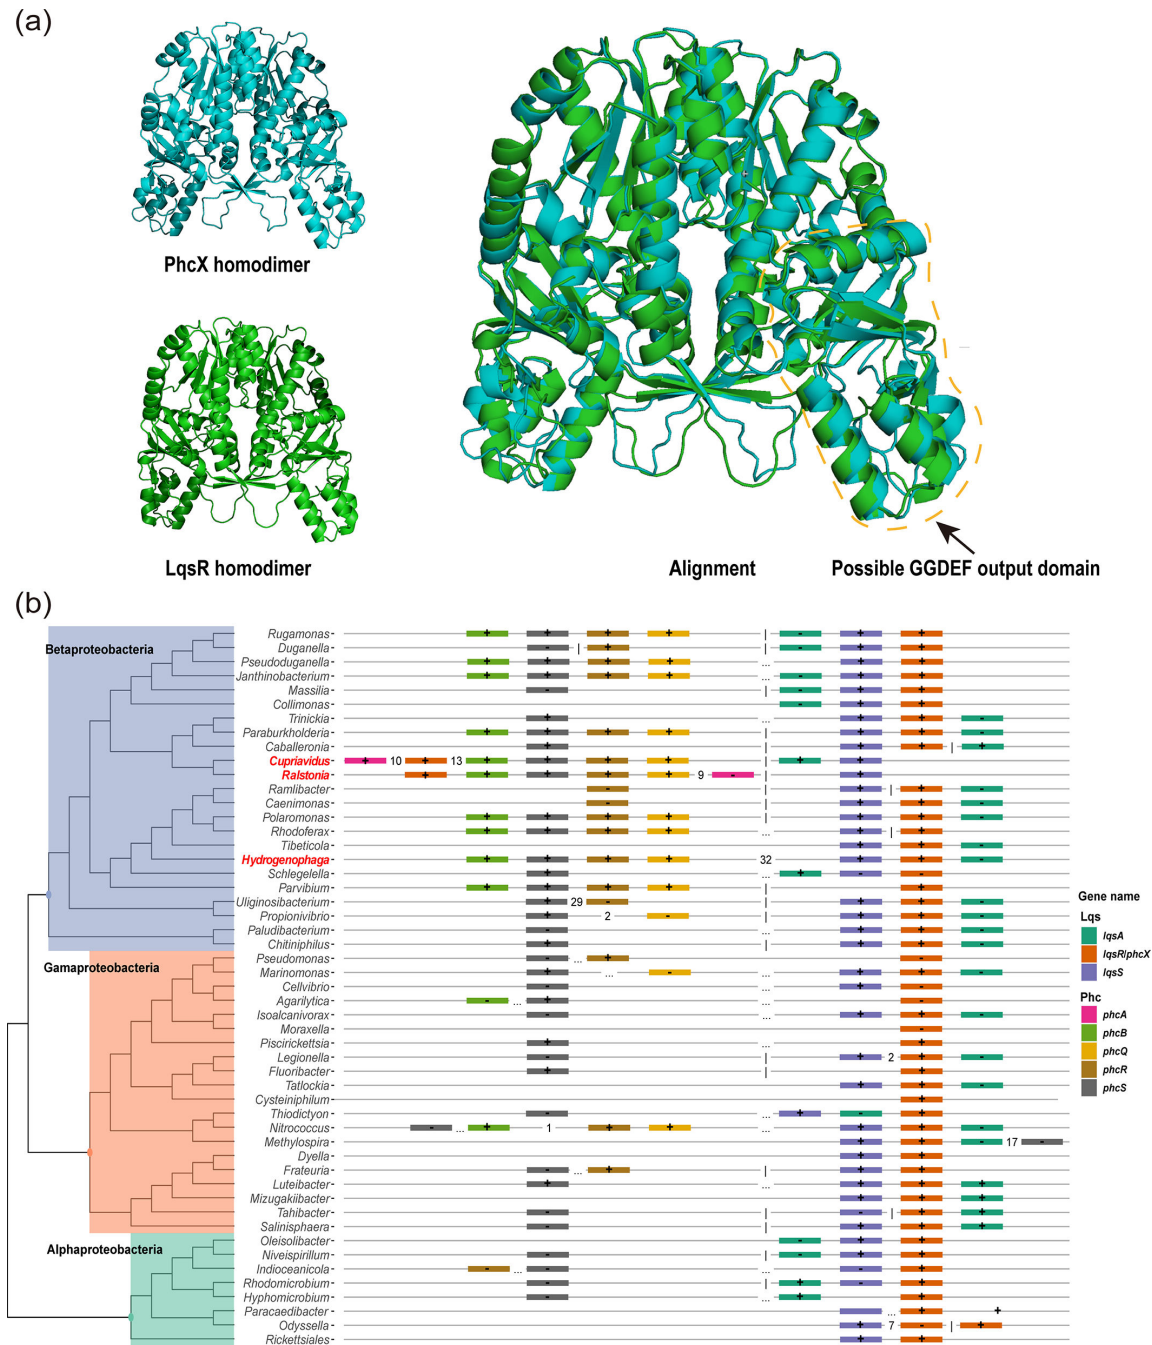 (a)
PhcX homodimer
LqsR homodimer
Alignment
Possible GGDEF output domain
(b)
Betaproteobacteria
Gamaproteobacteria
Alphaproteobacteria
Rugamonas - + + + + | - + +
Duganella - - | + | - + +
Pseudoduganella - + + + + ... + +
Janthinobacterium - + + + + ... - + +
Massilia - - | - + +
Collimonas - - + +
Trinickia - + ... + + -
Paraburkholderia - + + + + | + + -
Caballeronia - + | + + | +
Cupriavidus - + 10 + 13 + + + + | + +
Ralstonia - + + + + + 9 - | +
Ramlibacter - - | + | + -
Caenimonas - - | + + -
Polaromonas - + + + + | + + -
Rhodoferax - + + + + ... + | +
Tibeticola - + + -
Hydrogenophaga - + + + + 32 + + -
Schlegelella - + ... + - -
Parvibium - + + + + | +
Uliginosibacterium - + 29 - | + + -
Propionivibrio - + 2 - | + + -
Paludibacterium - - ... + + -
Chitiniphilus - + | + + -
Pseudomonas - - ... + -
Marinomonas - + ... - ... + + -
Cellvibrio - - ... + -
Agarilytica - - ... + ... -
Isoalcanivorax - - ... + + -
Moraxella - -
Piscirickettsia - + ... +
Legionella - - | + 2 + -
Fluoribacter - + | +
Tatlockia - + + -
Cysteiniphilum - +
Thiodictyon - - ... + - +
Nitrococcus - - ... + 1 + + ... + + -
Methylospira - + + - 17 -
Dyella - + +
Frateuria - - ... + | + +
Luteibacter - + ... + + +
Mizugakiibacter - + + +
Tahibacter - - | - | + +
Salinisphaera - - | + + +
Oleisolibacter - - + +
Niveispirillum - - | - + +
Indioceanicola - - ... - ... - +
Rhodomicrobium - - | + - +
Hyphomicrobium - - ... + +
Paracaedibacter - ... + +
Odyssella - + 7 - | +
Rickettsiales - + +
Gene name
Lqs
lqsA
lqsR/phcX
lqsS
Phc
phcA
phcB
phcQ
phcR
phcS